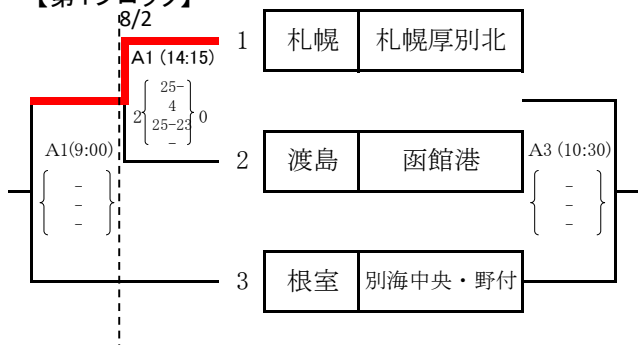 【第1ブロック】
8/2
1 札幌 札幌厚別北
A1 (14:15)
25-
4
2 25-23 0
-
2 渡島 函館港
A1(9:00)
-
-
-
A3 (10:30)
-
-
-
3 根室 別海中央・野付